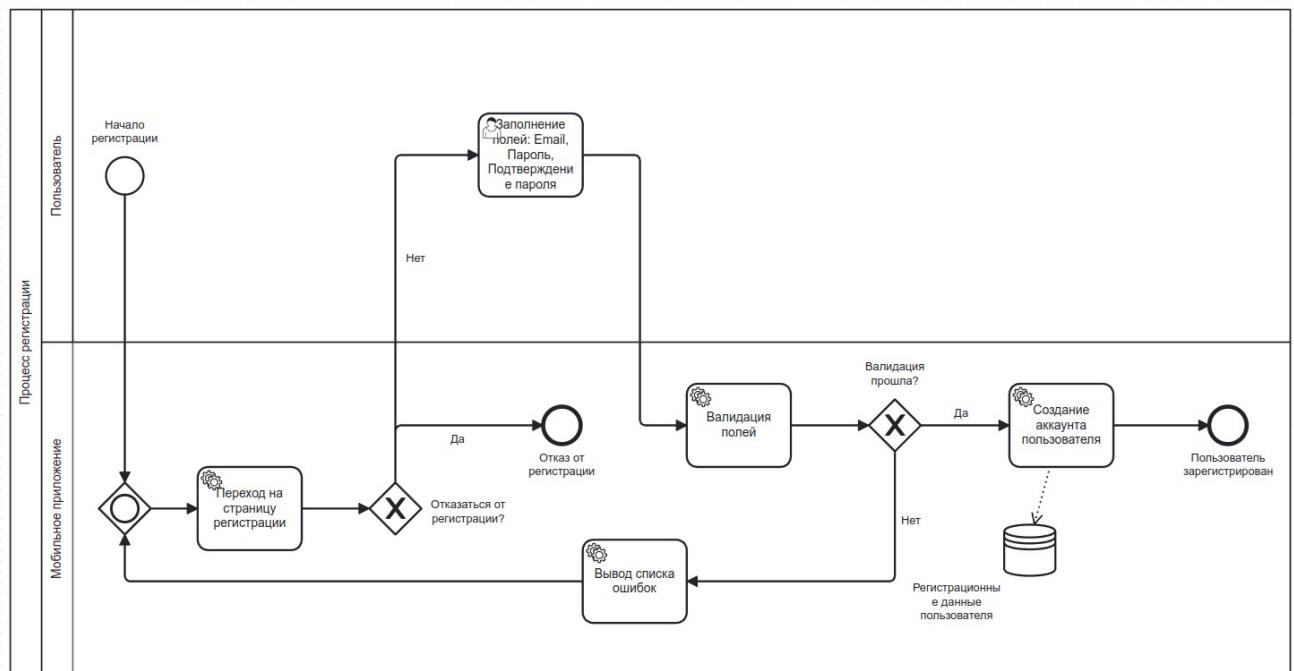 Процесс регистрации
Пользователь
Начало
регистрации
Заполнение
полей: Email,
Пароль,
Подтверждени
е пароля
Нет
Мобильное приложение
Переход на
страницу
регистрации
Отказаться от
регистрации?
Да
Отказ от
регистрации
Валидация
полей
Валидация
прошла?
Да
Создание
аккаунта
пользователя
Пользователь
зарегистрирован
Нет
Вывод списка
ошибок
Регистрационны
е данные
пользователя